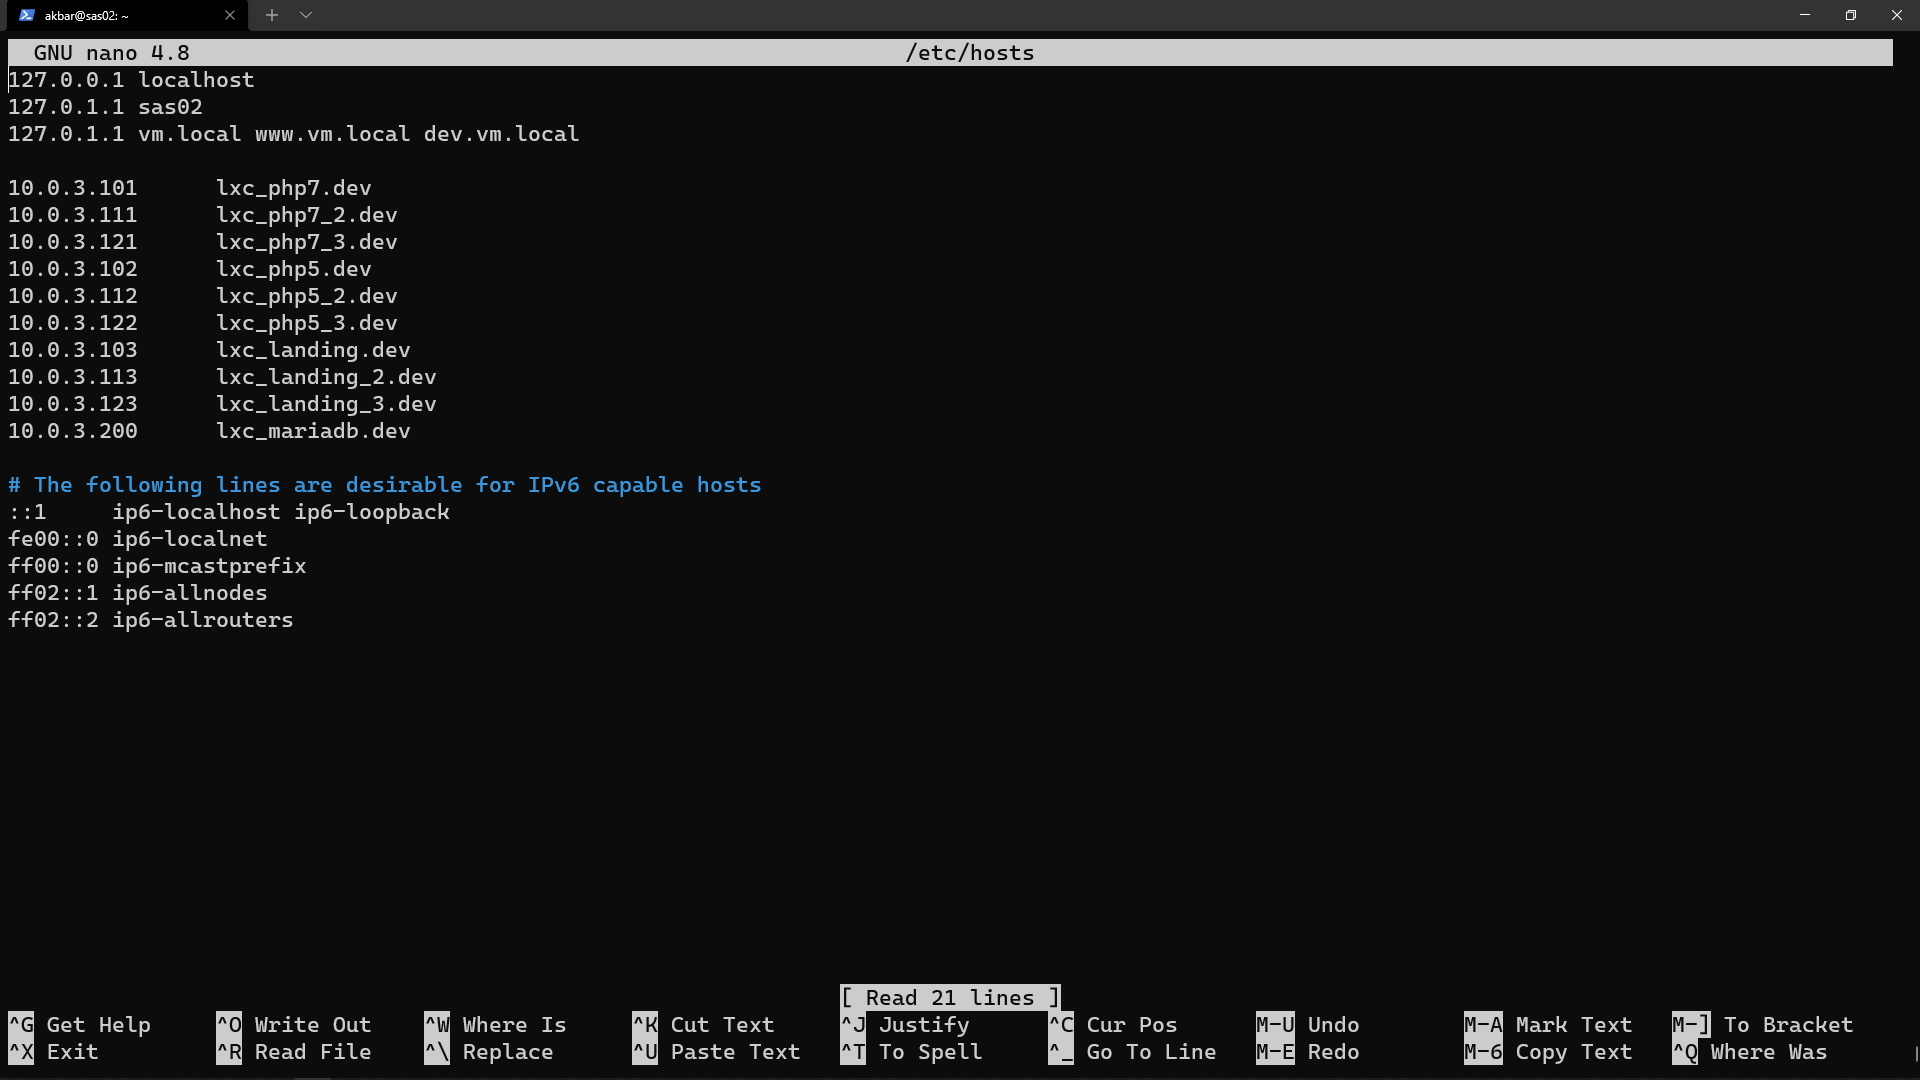 akbar@sas02: ~
GNU nano 4.8 /etc/hosts
127.0.0.1 localhost
127.0.1.1 sas02
127.0.1.1 vm.local www.vm.local dev.vm.local
10.0.3.101 lxc_php7.dev
10.0.3.111 lxc_php7_2.dev
10.0.3.121 lxc_php7_3.dev
10.0.3.102 lxc_php5.dev
10.0.3.112 lxc_php5_2.dev
10.0.3.122 lxc_php5_3.dev
10.0.3.103 lxc_landing.dev
10.0.3.113 lxc_landing_2.dev
10.0.3.123 lxc_landing_3.dev
10.0.3.200 lxc_mariadb.dev
# The following lines are desirable for IPv6 capable hosts
::1 ip6-localhost ip6-loopback
fe00::0 ip6-localnet
ff00::0 ip6-mcastprefix
ff02::1 ip6-allnodes
ff02::2 ip6-allrouters
[ Read 21 lines ]
^G Get Help ^O Write Out ^W Where Is ^K Cut Text ^J Justify ^C Cur Pos M-U Undo M-A Mark Text M-] To Bracket
^X Exit ^R Read File ^\ Replace ^U Paste Text ^T To Spell ^_ Go To Line M-E Redo M-6 Copy Text ^Q Where Was